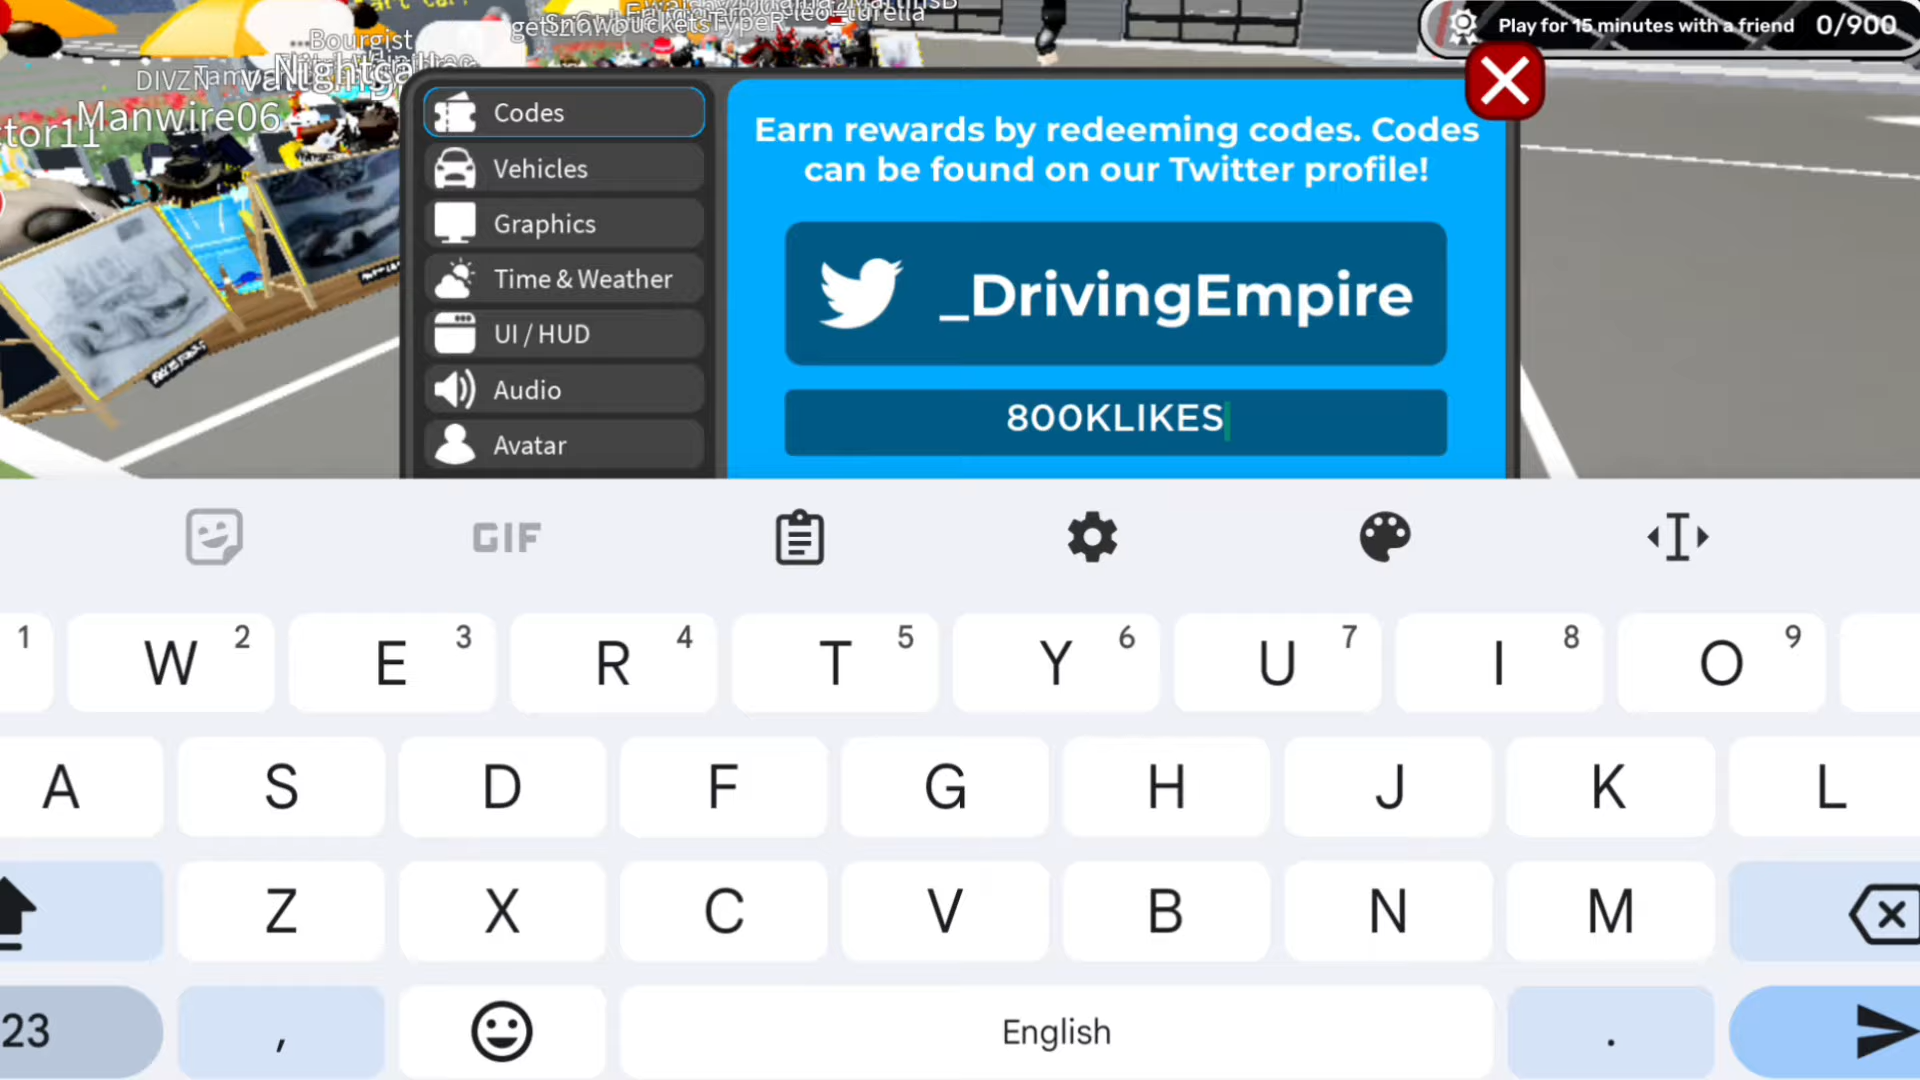 Play for 15 minutes with a friend 0/900
Bourgist
DIVZN
Manwire06
ctor11
Codes
Vehicles
Graphics
Time & Weather
UI / HUD
Audio
Avatar
Earn rewards by redeeming codes. Codes
can be found on our Twitter profile!
_DrivingEmpire
800KLIKES
GIF
1 W 2 E 3 R 4 T 5 Y 6 U 7 I 8 O 9
A S D F G H J K L
Z X C V B N M
23 , English .